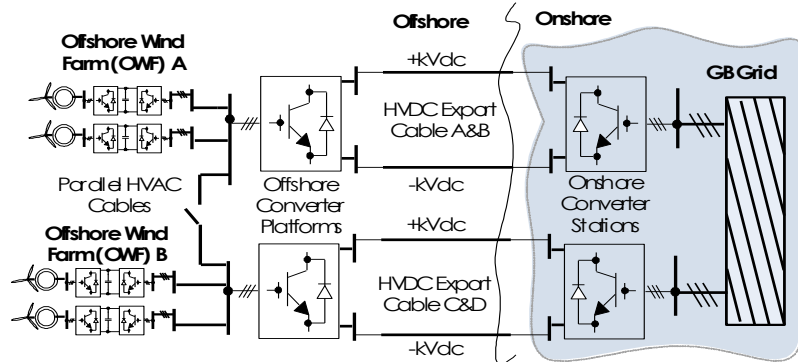 Offshore
Onshore
Offshore Wind
Farm (OWF) A
+kVdc
GB Grid
HVDC Export
Cable A&B
Parallel HVAC
Cables
Offshore
Converter
Platforms
-kVdc
Onshore
Converter
Stations
+kVdc
Offshore Wind
Farm (OWF) B
HVDC Export
Cable C&D
-kVdc